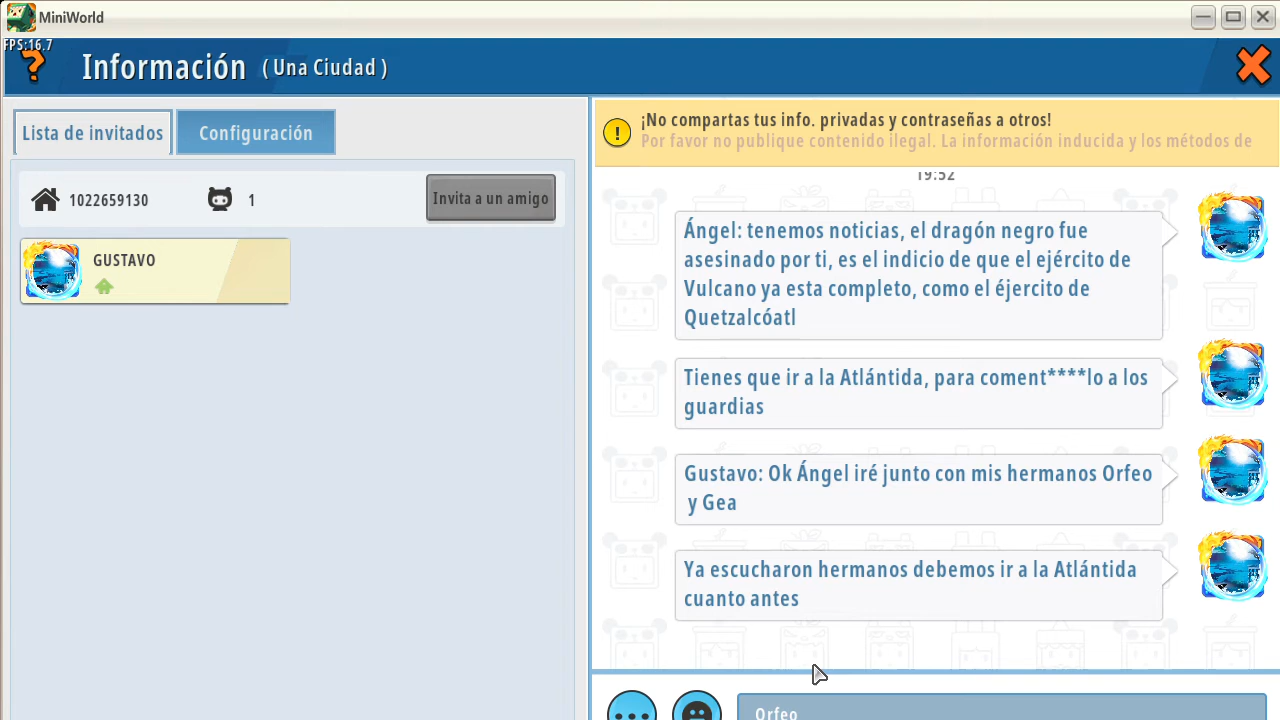 MiniWorld
FPS:16.7
Información ( Una Ciudad )
Lista de invitados
Configuración
1022659130
1
Invita a un amigo
GUSTAVO
¡No compartas tus info. privadas y contraseñas a otros!
Por favor no publique contenido ilegal. La información inducida y los métodos de
19:52
Ángel: tenemos noticias, el dragón negro fue
asesinado por ti, es el indicio de que el ejército de
Vulcano ya esta completo, como el éjercito de
Quetzalcóatl
Tienes que ir a la Atlántida, para coment****lo a los
guardias
Gustavo: Ok Ángel iré junto con mis hermanos Orfeo
y Gea
Ya escucharon hermanos debemos ir a la Atlántida
cuanto antes
Orfeo